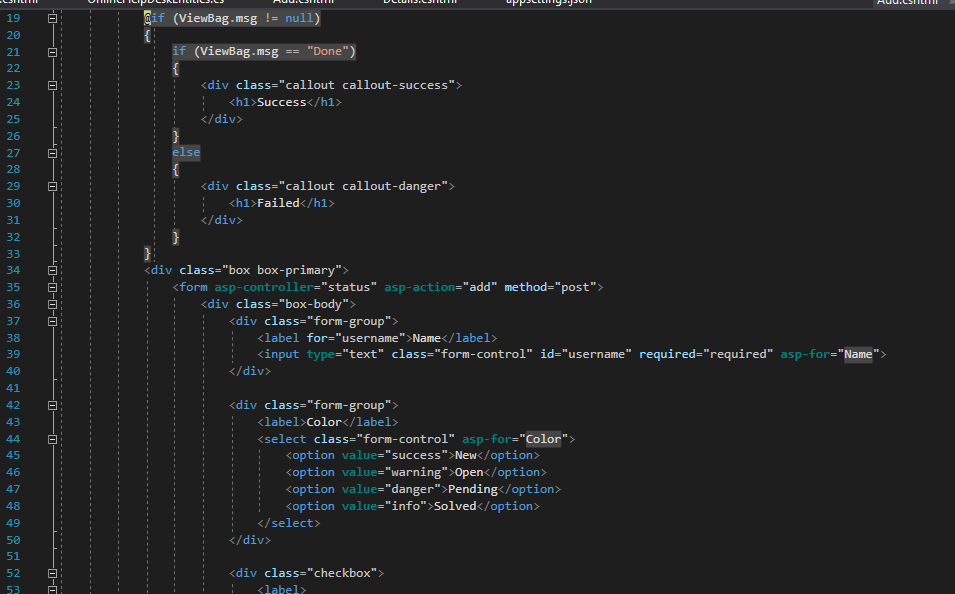 OnlineHelpDeskEntities.cs Add.cshtml Details.cshtml appsettings.json Add.cshtml
19 @if (ViewBag.msg != null)
20 {
21 if (ViewBag.msg == "Done")
22 {
23 <div class="callout callout-success">
24 <h1>Success</h1>
25 </div>
26 }
27 else
28 {
29 <div class="callout callout-danger">
30 <h1>Failed</h1>
31 </div>
32 }
33 }
34 <div class="box box-primary">
35 <form asp-controller="status" asp-action="add" method="post">
36 <div class="box-body">
37 <div class="form-group">
38 <label for="username">Name</label>
39 <input type="text" class="form-control" id="username" required="required" asp-for="Name">
40 </div>
41
42 <div class="form-group">
43 <label>Color</label>
44 <select class="form-control" asp-for="Color">
45 <option value="success">New</option>
46 <option value="warning">Open</option>
47 <option value="danger">Pending</option>
48 <option value="info">Solved</option>
49 </select>
50 </div>
51
52 <div class="checkbox">
53 <label>